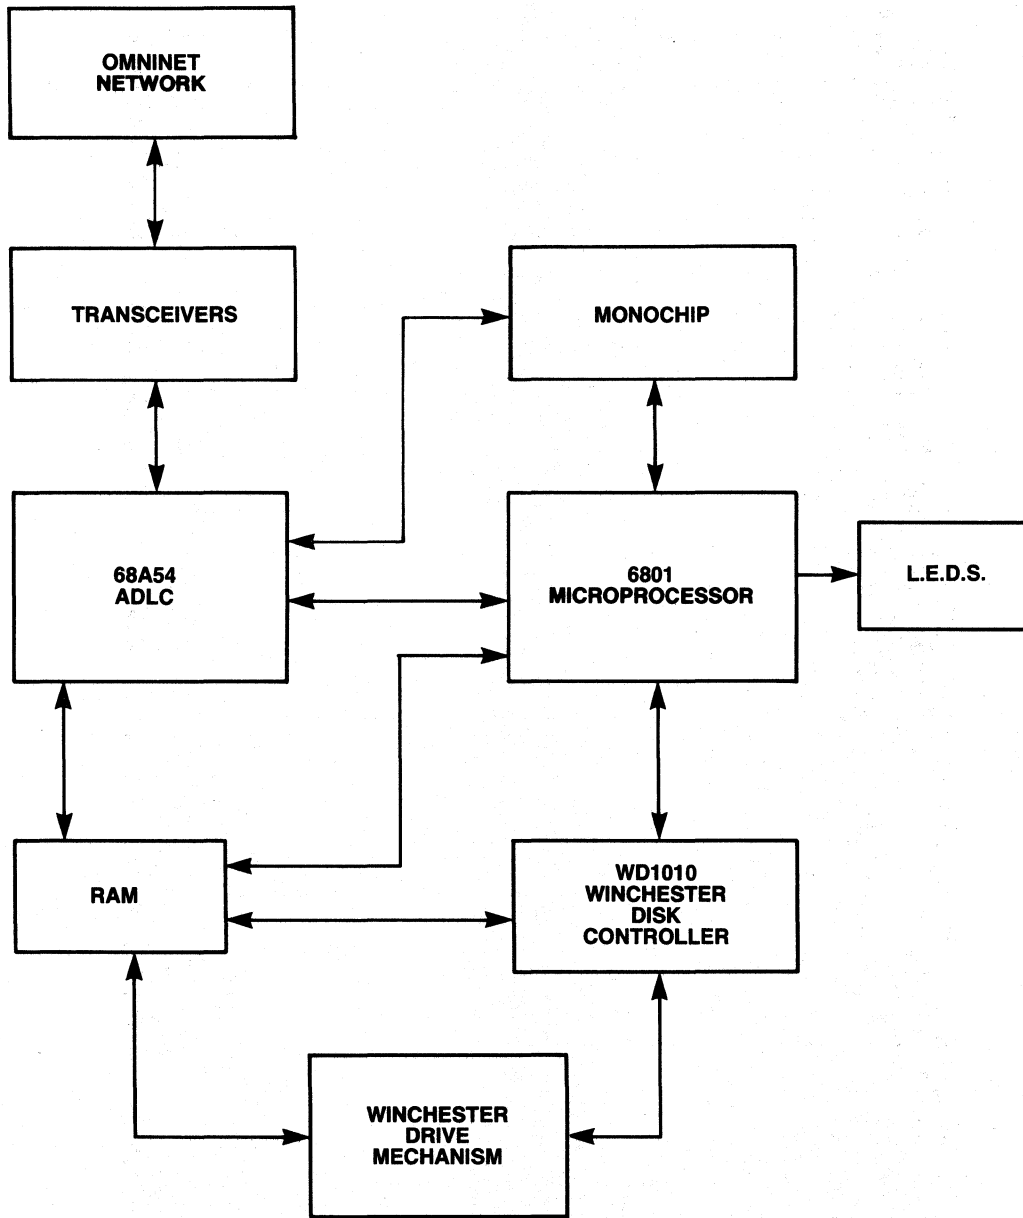 OMNINET
NETWORK
TRANSCEIVERS
MONOCHIP
68A54
ADLC
6801
MICROPROCESSOR
L.E.D.S.
RAM
WD1010
WINCHESTER
DISK
CONTROLLER
WINCHESTER
DRIVE
MECHANISM